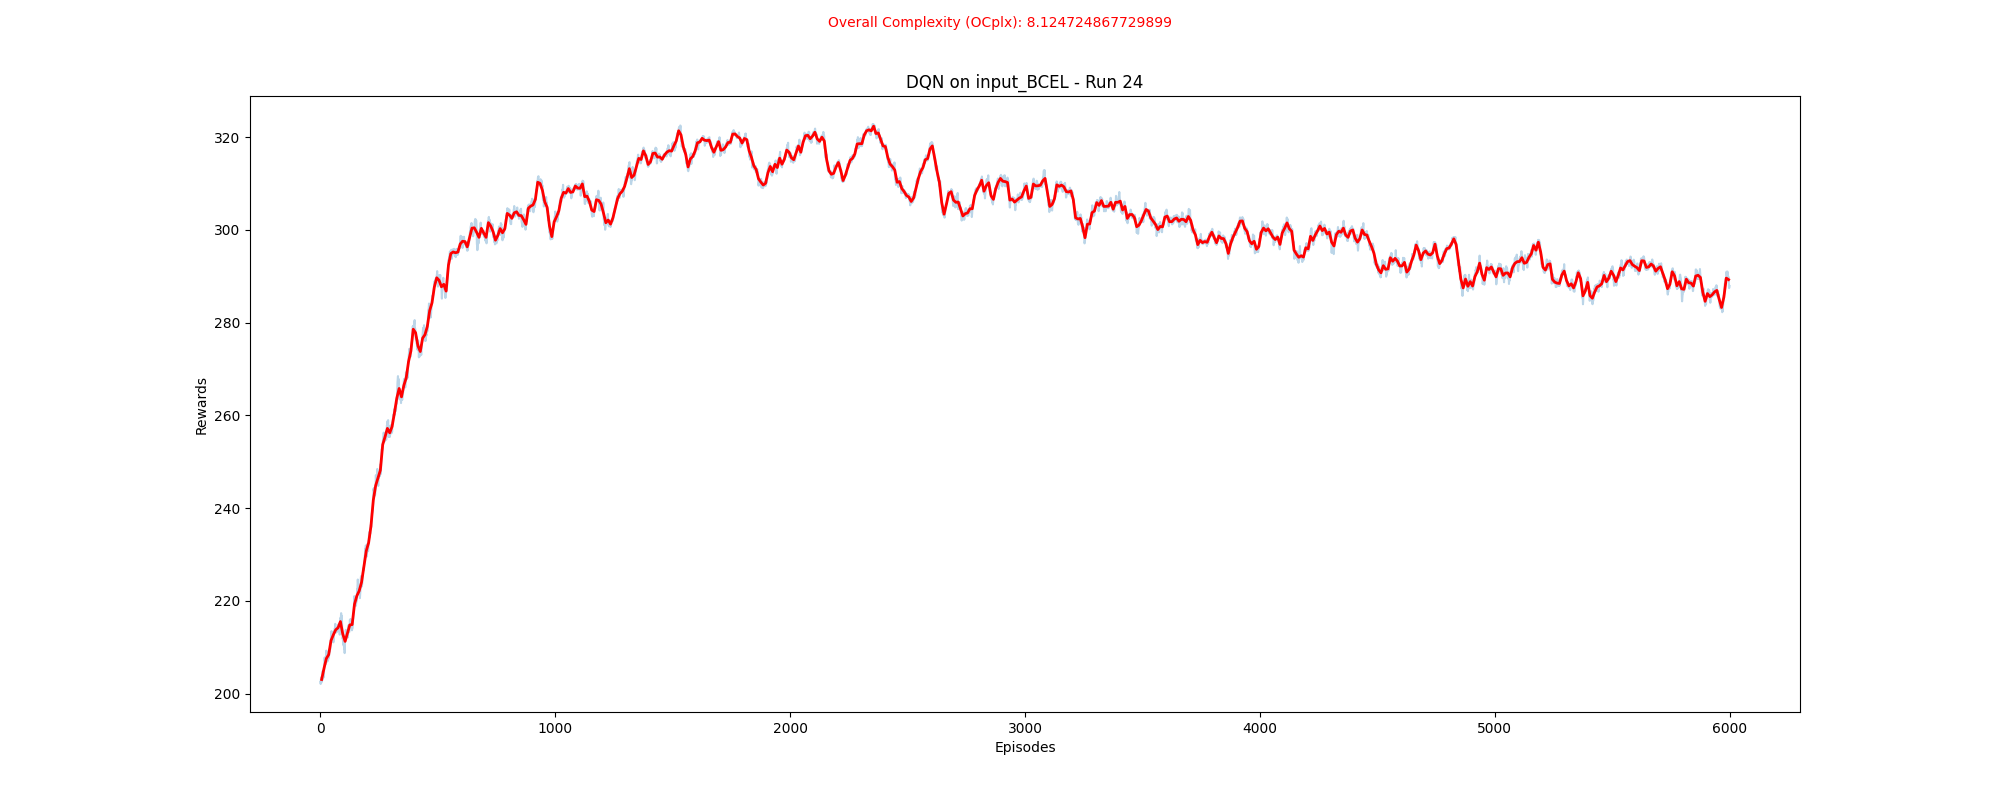 Overall Complexity (OCplx): 8.124724867729899
DQN on input_BCEL - Run 24
320
300
280
260
240
220
200
Rewards
0 1000 2000 3000 4000 5000 6000
Episodes